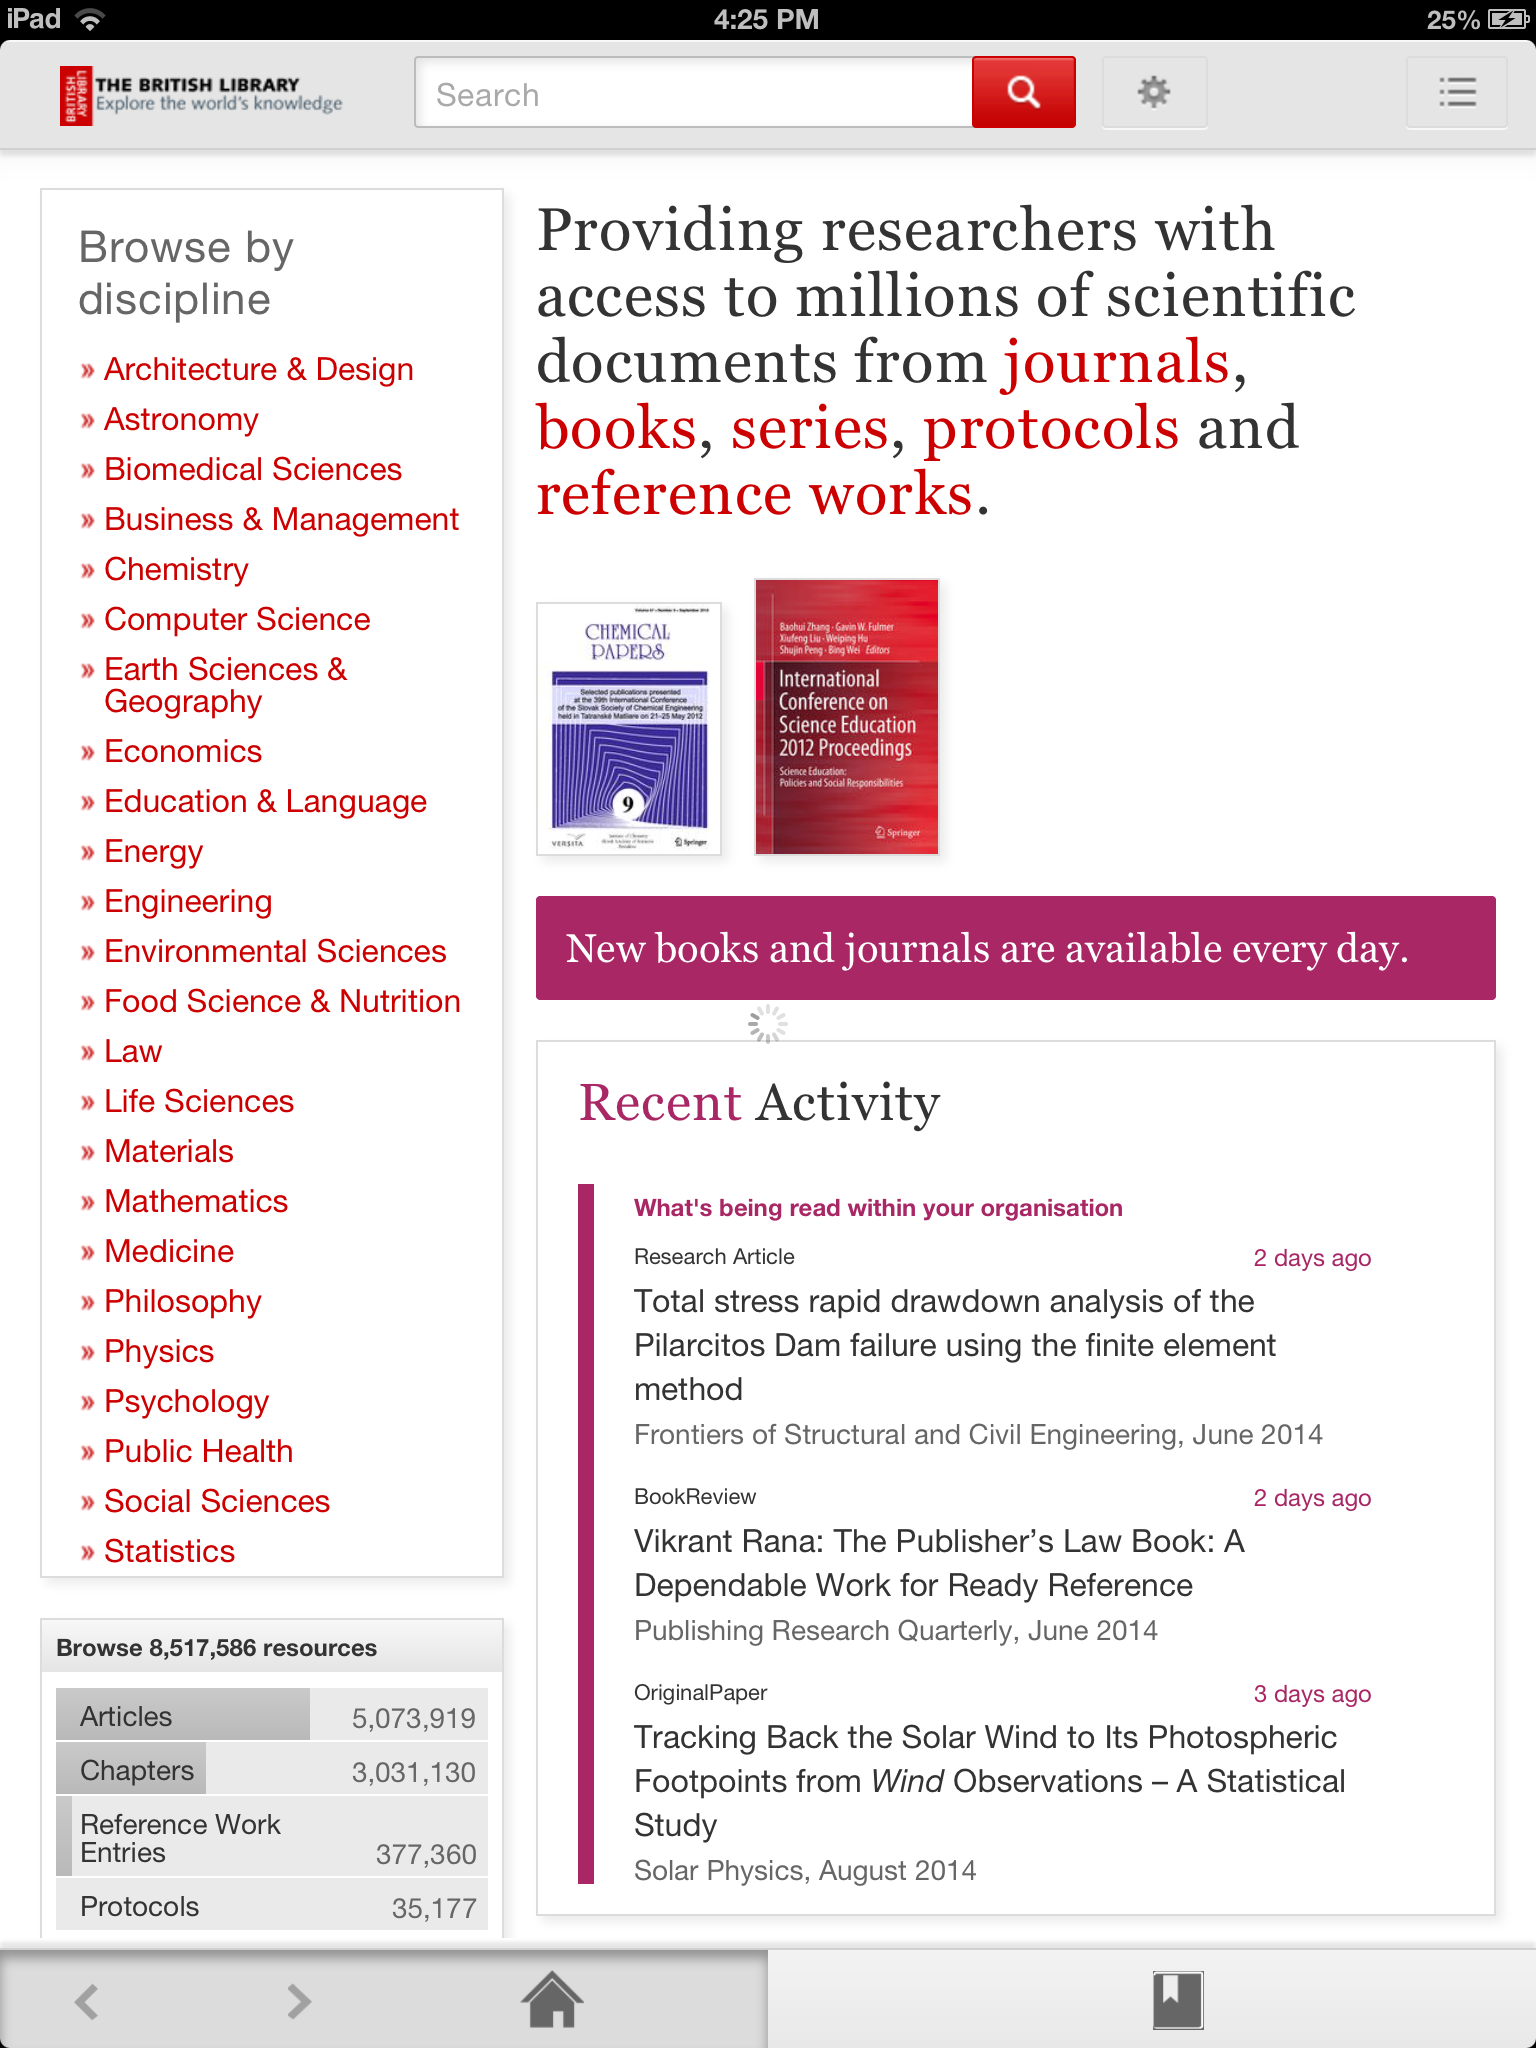 iPad
4:25 PM
25%
BRITISH
LIBRARY
THE BRITISH LIBRARY
Explore the world's knowledge
Search
Browse by
discipline
» Architecture & Design
» Astronomy
» Biomedical Sciences
» Business & Management
» Chemistry
» Computer Science
» Earth Sciences &
Geography
» Economics
» Education & Language
» Energy
» Engineering
» Environmental Sciences
» Food Science & Nutrition
» Law
» Life Sciences
» Materials
» Mathematics
» Medicine
» Philosophy
» Physics
» Psychology
» Public Health
» Social Sciences
» Statistics
Browse 8,517,586 resources
Articles 5,073,919
Chapters 3,031,130
Reference Work
Entries 377,360
Protocols 35,177
Providing researchers with
access to millions of scientific
documents from journals,
books, series, protocols and
reference works.
CHEMICAL
PAPERS
Selected publications presented
at the 39th International Conference
of the Slovak Society of Chemical Engineering
held in Tatranské Matliare on 21–25 May 2012
9
VERSITA
Springer
Baohui Zhang · Gavin W. Fulmer
Xiufeng Liu · Weiping Hu
Shujin Peng · Bing Wei Editors
International
Conference on
Science Education
2012 Proceedings
Science Education:
Policies and Social Responsibilities
Springer
New books and journals are available every day.
Recent Activity
What's being read within your organisation
Research Article 2 days ago
Total stress rapid drawdown analysis of the
Pilarcitos Dam failure using the finite element
method
Frontiers of Structural and Civil Engineering, June 2014
BookReview 2 days ago
Vikrant Rana: The Publisher’s Law Book: A
Dependable Work for Ready Reference
Publishing Research Quarterly, June 2014
OriginalPaper 3 days ago
Tracking Back the Solar Wind to Its Photospheric
Footpoints from Wind Observations – A Statistical
Study
Solar Physics, August 2014